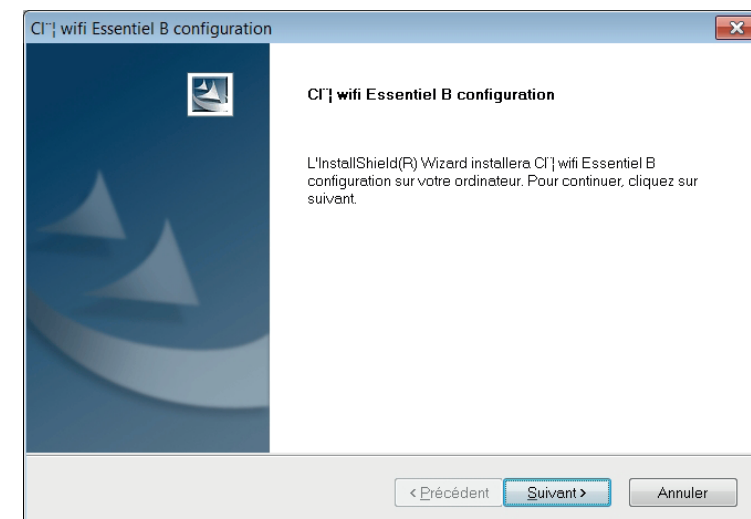 Cl¨¦ wifi Essentiel B configuration
Cl¨¦ wifi Essentiel B configuration
L'InstallShield(R) Wizard installera Cl¨¦ wifi Essentiel B
configuration sur votre ordinateur. Pour continuer, cliquez sur
suivant.
< Précédent
Suivant >
Annuler